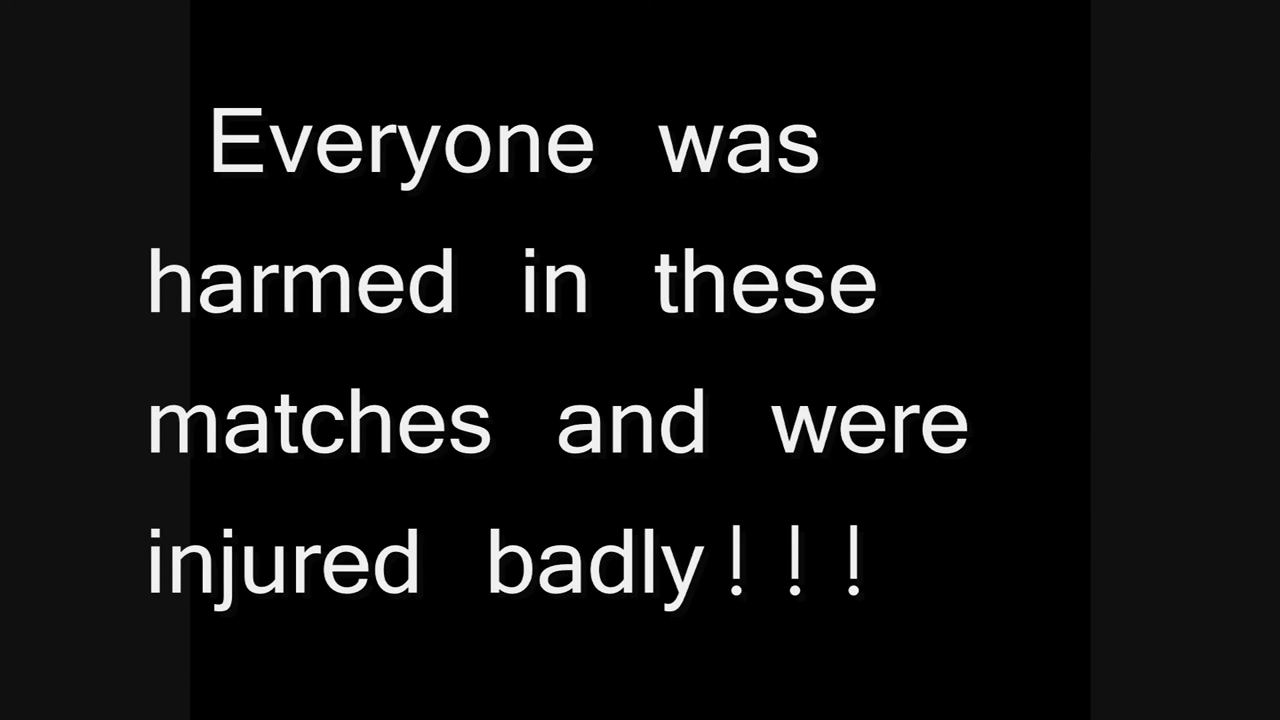 Everyone was
harmed in these
matches and were
injured badly!!!